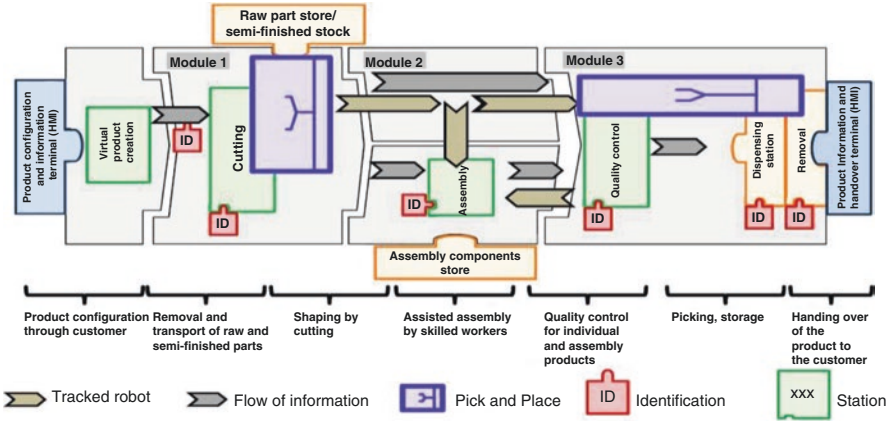 Raw part store/
semi-finished stock
Module 1
Module 2
Module 3
Product configuration
and information
terminal (HMI)
Virtual
product
creation
ID
Cutting
ID
ID
Assembly
Assembly components
store
Quality control
ID
Dispensing
station
ID
Removal
ID
Product Information and
handover terminal (HMI)
Product configuration
through customer
Removal and
transport of raw and
semi-finished parts
Shaping by
cutting
Assisted assembly
by skilled workers
Quality control
for individual
and assembly
products
Picking, storage
Handing over
of the
product to
the customer
Tracked robot
Flow of information
Pick and Place
ID
Identification
xxx
Station